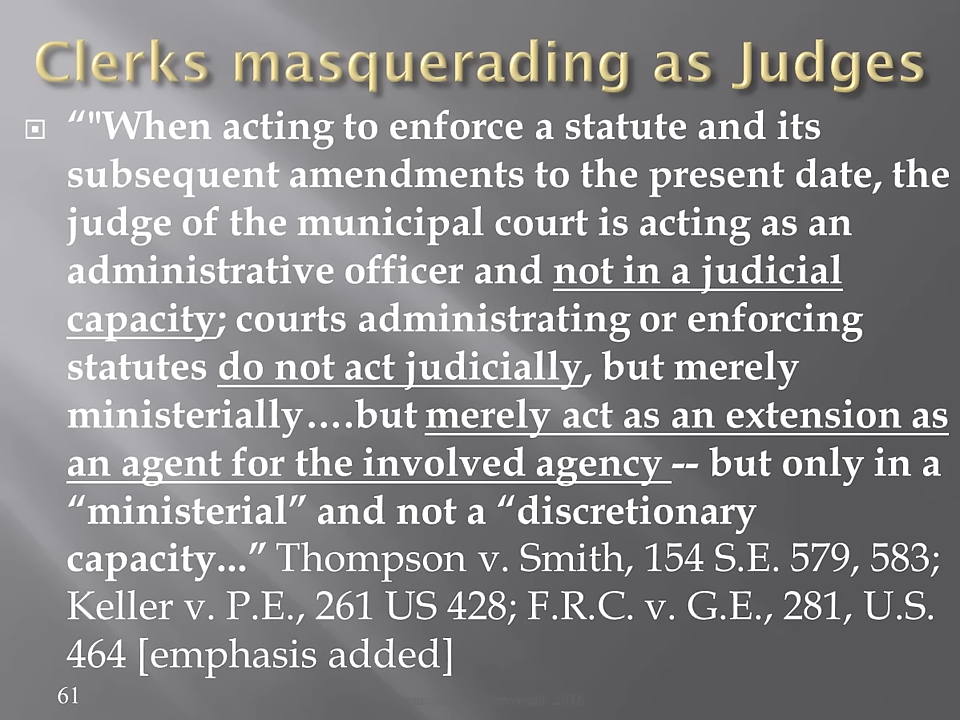 Clerks masquerading as Judges
“"When acting to enforce a statute and its
subsequent amendments to the present date, the
judge of the municipal court is acting as an
administrative officer and not in a judicial
capacity; courts administrating or enforcing
statutes do not act judicially, but merely
ministerially….but merely act as an extension as
an agent for the involved agency -- but only in a
“ministerial” and not a “discretionary
capacity...” Thompson v. Smith, 154 S.E. 579, 583;
Keller v. P.E., 261 US 428; F.R.C. v. G.E., 281, U.S.
464 [emphasis added]
61